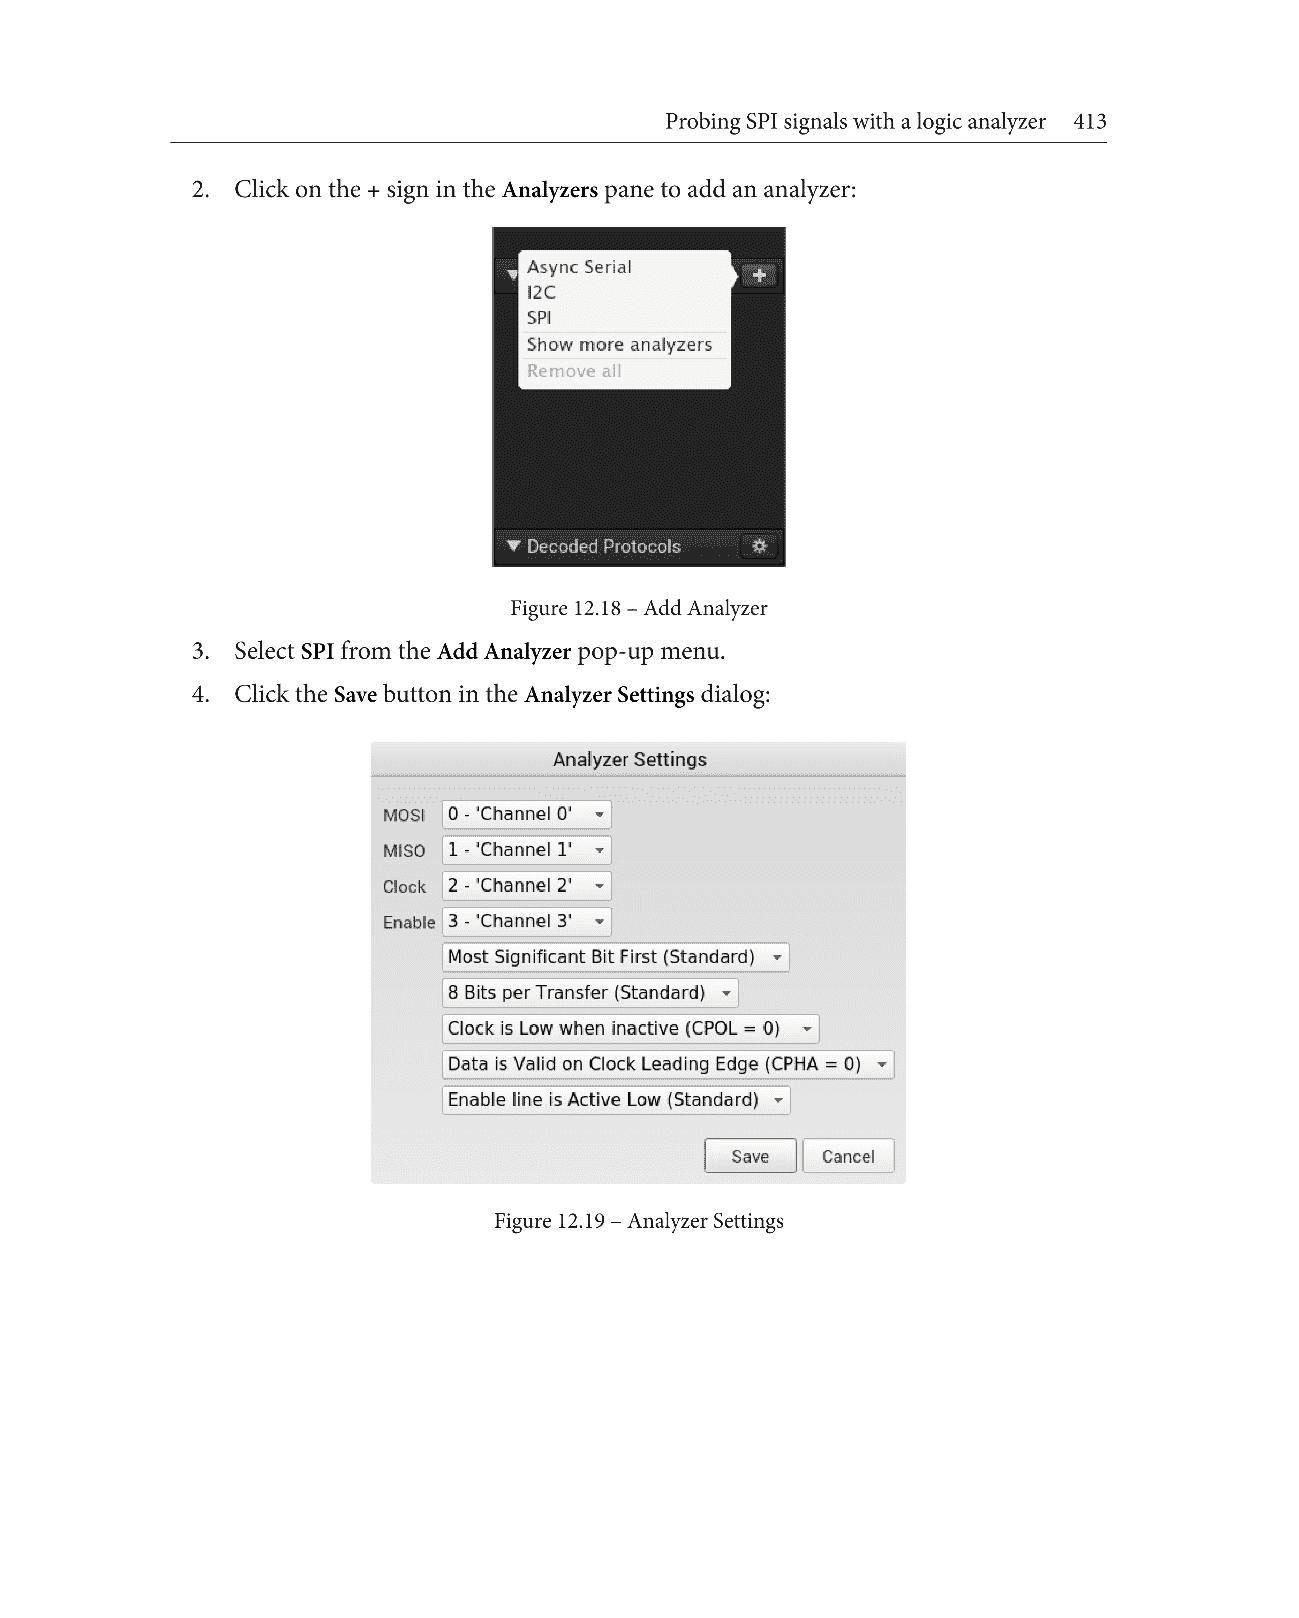 Probing SPI signals with a logic analyzer 413
2. Click on the + sign in the Analyzers pane to add an analyzer:
Async Serial
I2C
SPI
Show more analyzers
Remove all
Decoded Protocols
Figure 12.18 – Add Analyzer
3. Select SPI from the Add Analyzer pop-up menu.
4. Click the Save button in the Analyzer Settings dialog:
Analyzer Settings
MOSI 0 - 'Channel 0'
MISO 1 - 'Channel 1'
Clock 2 - 'Channel 2'
Enable 3 - 'Channel 3'
Most Significant Bit First (Standard)
8 Bits per Transfer (Standard)
Clock is Low when inactive (CPOL = 0)
Data is Valid on Clock Leading Edge (CPHA = 0)
Enable line is Active Low (Standard)
Save Cancel
Figure 12.19 – Analyzer Settings